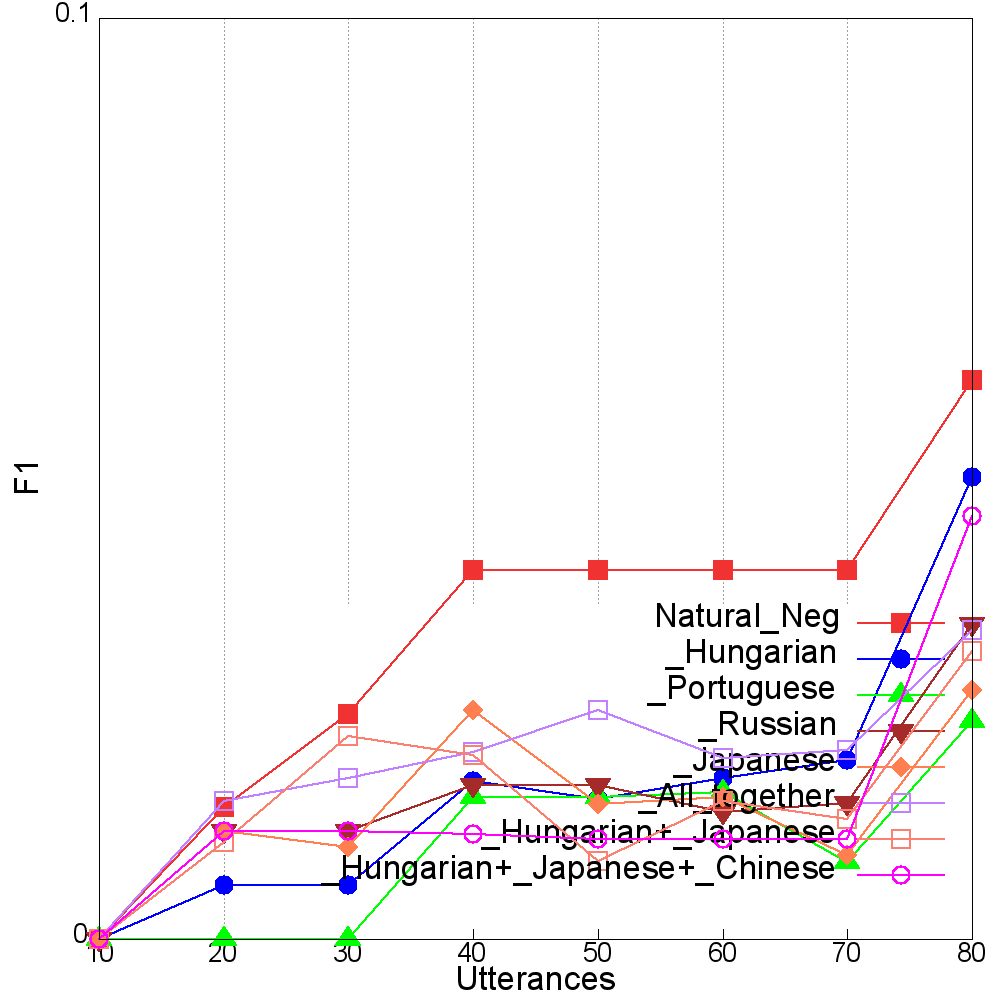 0.1
F1
Natural_Neg
_Hungarian
_Portuguese
_Russian
_Japanese
_All_together
_Hungarian+_Japanese
_Hungarian+_Japanese+_Chinese
0
10 20 30 40 50 60 70 80
Utterances